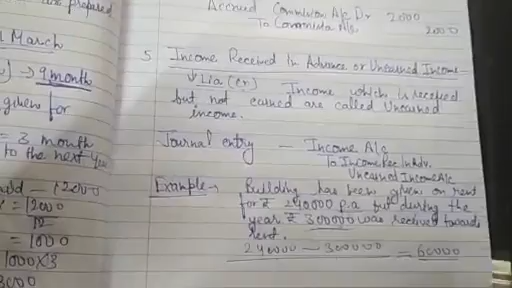 prepared
March
→ 9 month
given for
= 3 month
to the next year
12000
= 12000
12
= 1000
1000×3
3000
Accrued Commission A/c Dr 2000
To Commission A/c 2000
5. Income Received In Advance or Unearned Income
↓ Lia (Cr) Income which is received
but not earned are called Unearned
income.
Journal entry — Income A/c
To Income Rec In Adv.
Unearned Income A/c
Example → Building has been given on rent
for ₹ 240000 p.a but during the
year ₹ 300000 was received towards
rent.
240000 — 300000 = 60000